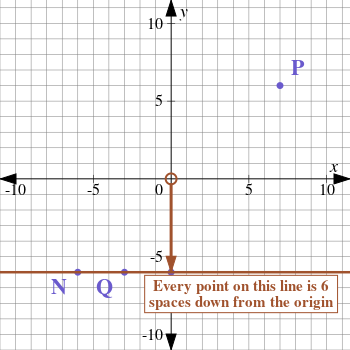 10
y
P
5
x
-10
-5
0
5
10
-5
N
Q
Every point on this line is 6
spaces down from the origin
-10